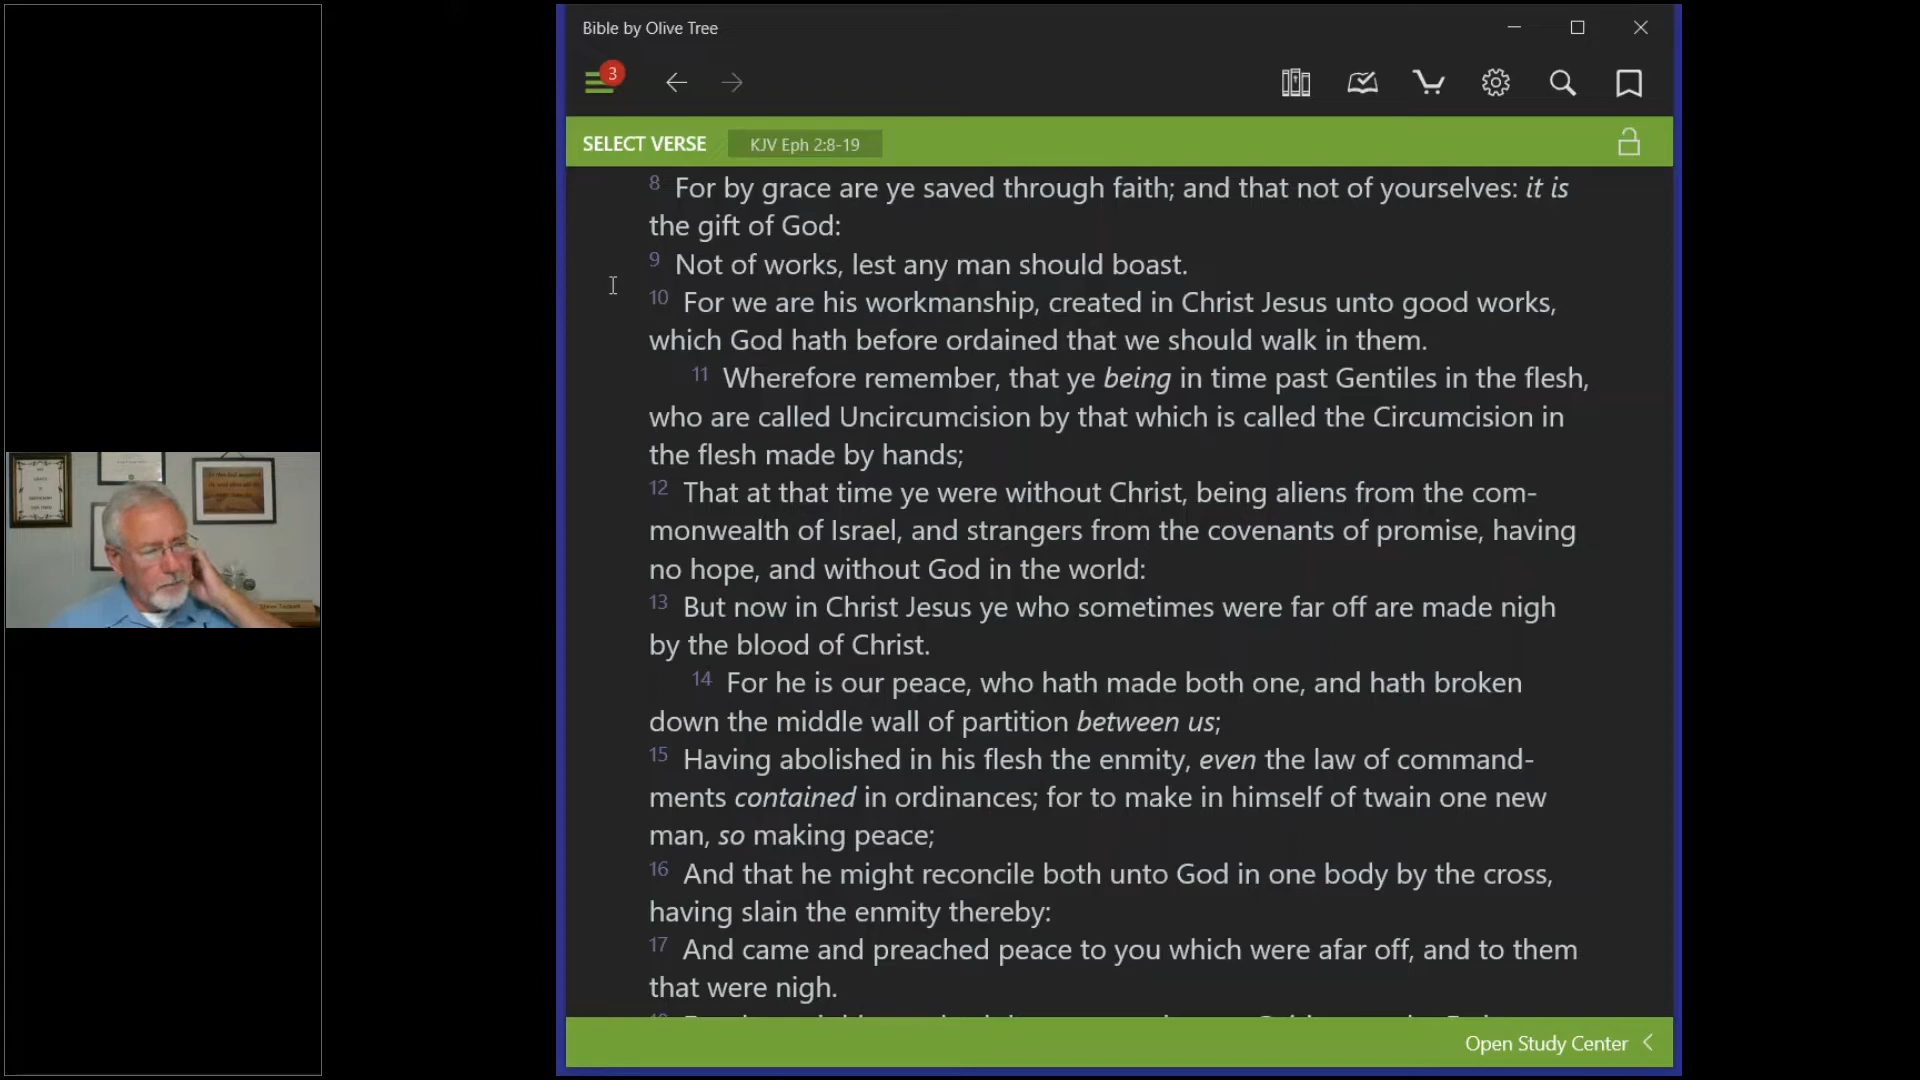 Bible by Olive Tree
3
SELECT VERSE KJV Eph 2:8-19
8 For by grace are ye saved through faith; and that not of yourselves: it is
the gift of God:
9 Not of works, lest any man should boast.
10 For we are his workmanship, created in Christ Jesus unto good works,
which God hath before ordained that we should walk in them.
11 Wherefore remember, that ye being in time past Gentiles in the flesh,
who are called Uncircumcision by that which is called the Circumcision in
the flesh made by hands;
12 That at that time ye were without Christ, being aliens from the com-
monwealth of Israel, and strangers from the covenants of promise, having
no hope, and without God in the world:
13 But now in Christ Jesus ye who sometimes were far off are made nigh
by the blood of Christ.
14 For he is our peace, who hath made both one, and hath broken
down the middle wall of partition between us;
15 Having abolished in his flesh the enmity, even the law of command-
ments contained in ordinances; for to make in himself of twain one new
man, so making peace;
16 And that he might reconcile both unto God in one body by the cross,
having slain the enmity thereby:
17 And came and preached peace to you which were afar off, and to them
that were nigh.
Open Study Center